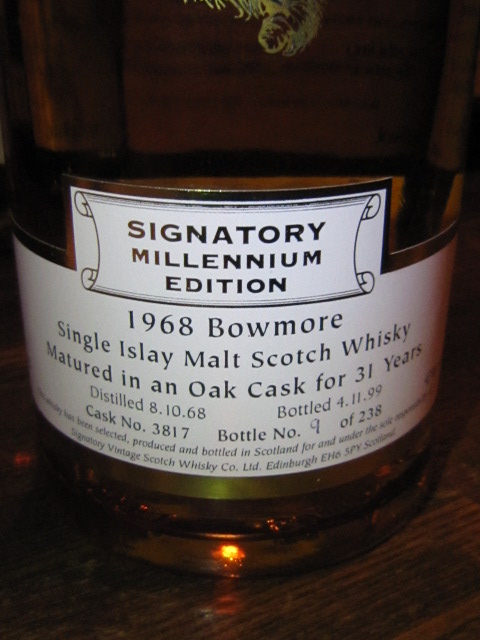 SIGNATORY
MILLENNIUM
EDITION
1968 Bowmore
Single Islay Malt Scotch Whisky
Matured in an Oak Cask for 31 Years
Distilled 8.10.68 Bottled 4.11.99
Cask No. 3817 Bottle No. 9 of 238
has been selected, produced and bottled in Scotland for and under the sole
Signatory Vintage Scotch Whisky Co. Ltd. Edinburgh EH6 5PY Scotland